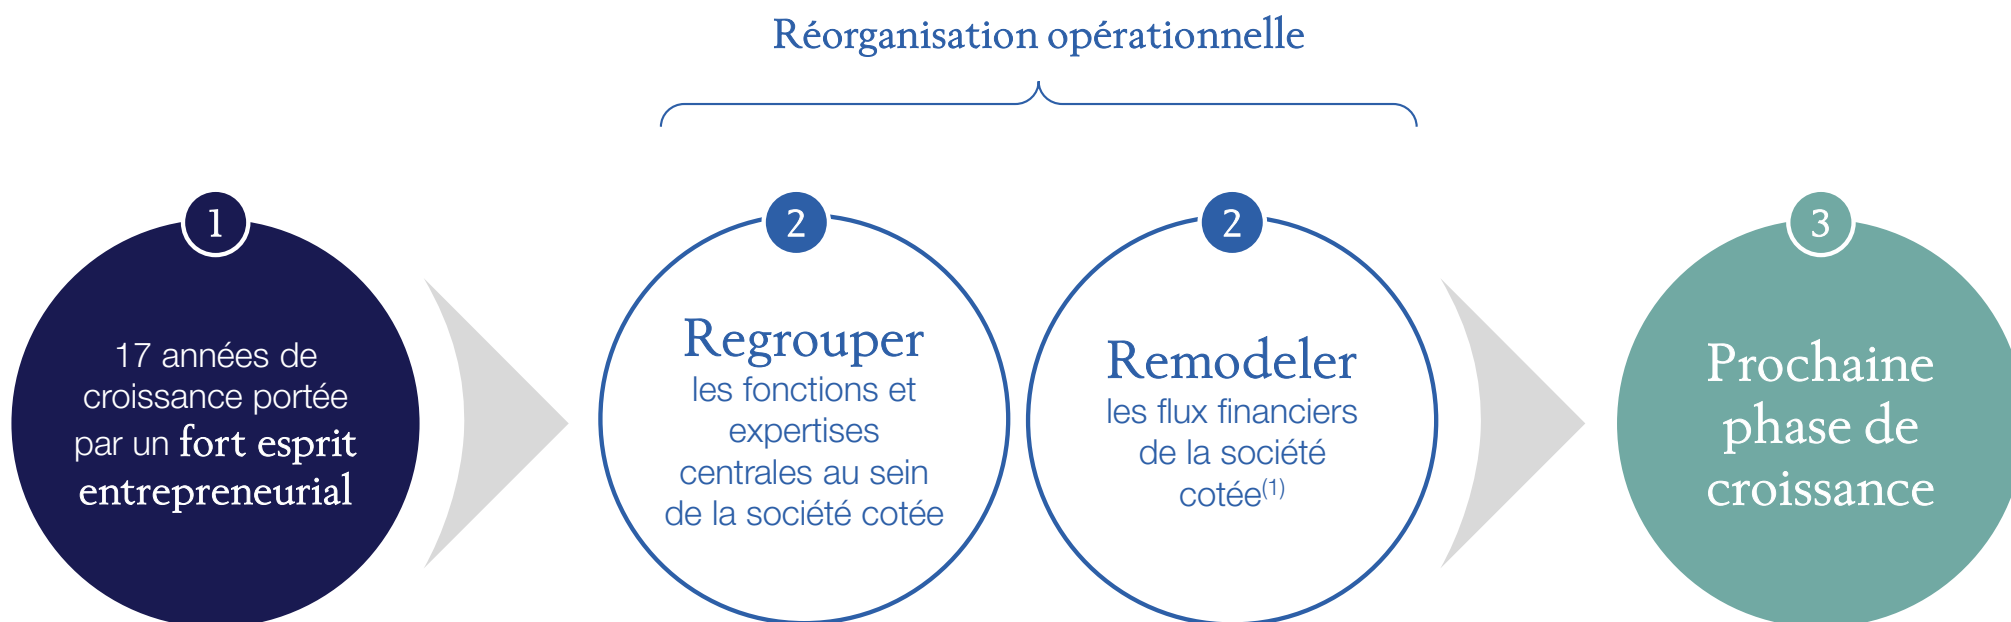 Réorganisation opérationnelle
1
17 années de
croissance portée
par un fort esprit
entrepreneurial
2
Regrouper
les fonctions et
expertises
centrales au sein
de la société cotée
2
Remodeler
les flux financiers
de la société
cotée(1)
3
Prochaine
phase de
croissance